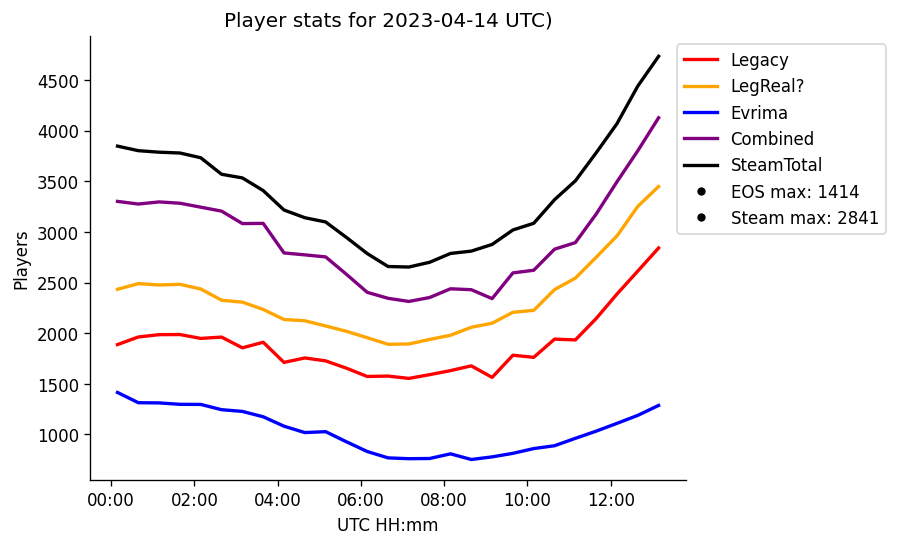 Player stats for 2023-04-14 UTC)
Legacy
LegReal?
Evrima
Combined
SteamTotal
EOS max: 1414
Steam max: 2841
Players
4500
4000
3500
3000
2500
2000
1500
1000
00:00 02:00 04:00 06:00 08:00 10:00 12:00
UTC HH:mm